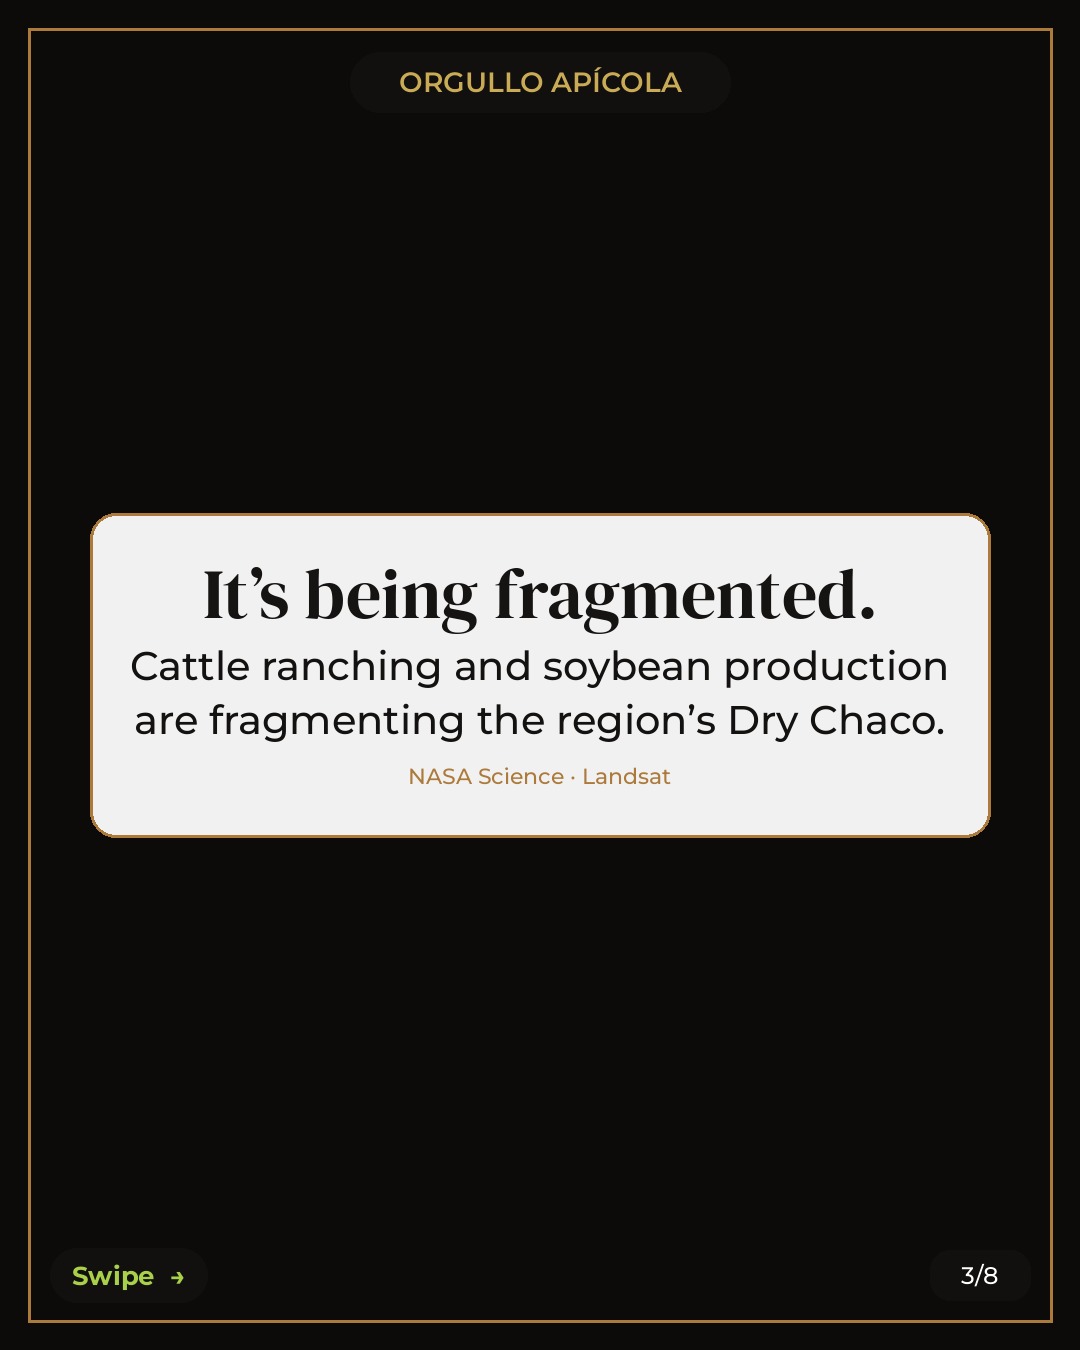 ORGULLO APÍCOLA
It’s being fragmented.
Cattle ranching and soybean production
are fragmenting the region’s Dry Chaco.
NASA Science · Landsat
Swipe →
3/8